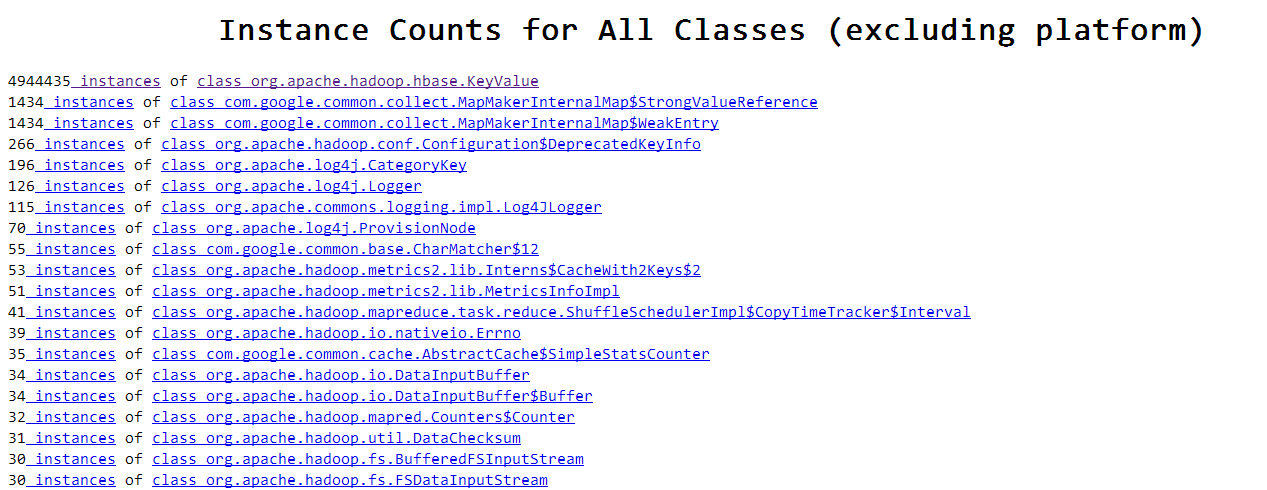 Instance Counts for All Classes (excluding platform)
4944435 instances of class org.apache.hadoop.hbase.KeyValue
1434 instances of class com.google.common.collect.MapMakerInternalMap$StrongValueReference
1434 instances of class com.google.common.collect.MapMakerInternalMap$WeakEntry
266 instances of class org.apache.hadoop.conf.Configuration$DeprecatedKeyInfo
196 instances of class org.apache.log4j.CategoryKey
126 instances of class org.apache.log4j.Logger
115 instances of class org.apache.commons.logging.impl.Log4JLogger
70 instances of class org.apache.log4j.ProvisionNode
55 instances of class com.google.common.base.CharMatcher$12
53 instances of class org.apache.hadoop.metrics2.lib.Interns$CacheWith2Keys$2
51 instances of class org.apache.hadoop.metrics2.lib.MetricsInfoImpl
41 instances of class org.apache.hadoop.mapreduce.task.reduce.ShuffleSchedulerImpl$CopyTimeTracker$Interval
39 instances of class org.apache.hadoop.io.nativeio.Errno
35 instances of class com.google.common.cache.AbstractCache$SimpleStatsCounter
34 instances of class org.apache.hadoop.io.DataInputBuffer
34 instances of class org.apache.hadoop.io.DataInputBuffer$Buffer
32 instances of class org.apache.hadoop.mapred.Counters$Counter
31 instances of class org.apache.hadoop.util.DataChecksum
30 instances of class org.apache.hadoop.fs.BufferedFSInputStream
30 instances of class org.apache.hadoop.fs.FSDataInputStream